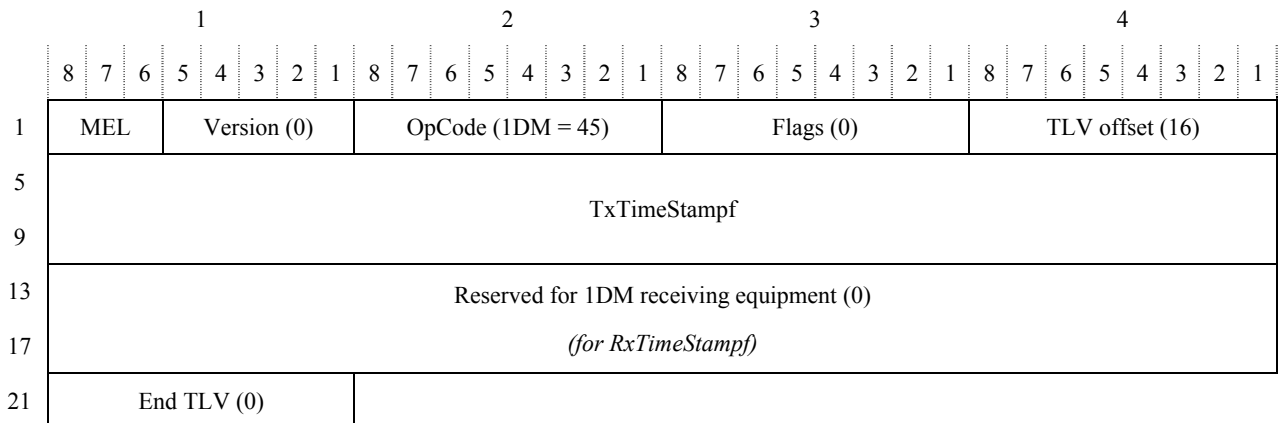 1 2 3 4
8 7 6 5 4 3 2 1 8 7 6 5 4 3 2 1 8 7 6 5 4 3 2 1 8 7 6 5 4 3 2 1
1 MEL Version (0) OpCode (1DM = 45) Flags (0) TLV offset (16)
5
TxTimeStampf
9
13 Reserved for 1DM receiving equipment (0)
17 (for RxTimeStampf)
21 End TLV (0)